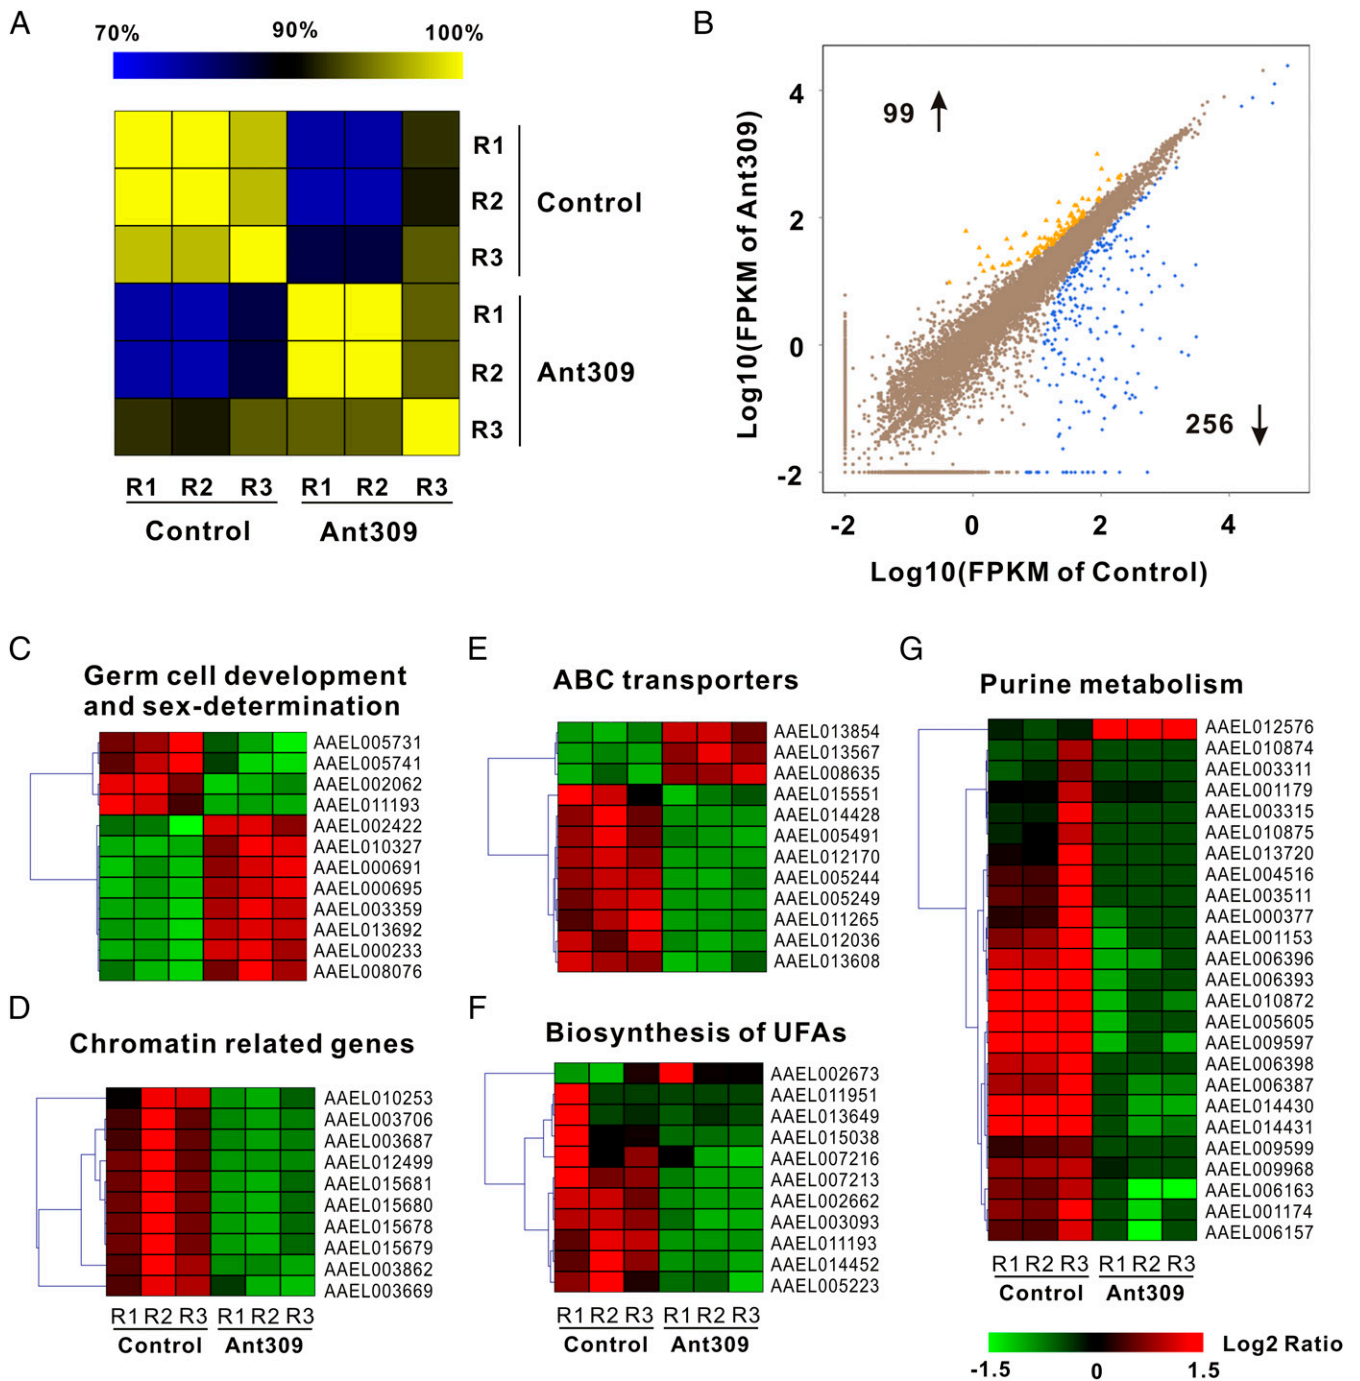 A
70% 90% 100%
R1
R2
R3
Control
R1
R2
R3
Ant309
R1 R2 R3 R1 R2 R3
Control Ant309
B
Log10(FPKM of Ant309)
4
2
0
-2
99
256
-2 0 2 4
Log10(FPKM of Control)
C
Germ cell development
and sex-determination
AAEL005731
AAEL005741
AAEL002062
AAEL011193
AAEL002422
AAEL010327
AAEL000691
AAEL000695
AAEL003359
AAEL013692
AAEL000233
AAEL008076
D
Chromatin related genes
AAEL010253
AAEL003706
AAEL003687
AAEL012499
AAEL015681
AAEL015680
AAEL015678
AAEL015679
AAEL003862
AAEL003669
R1 R2 R3 R1 R2 R3
Control Ant309
E
ABC transporters
AAEL013854
AAEL013567
AAEL008635
AAEL015551
AAEL014428
AAEL005491
AAEL012170
AAEL005244
AAEL005249
AAEL011265
AAEL012036
AAEL013608
F
Biosynthesis of UFAs
AAEL002673
AAEL011951
AAEL013649
AAEL015038
AAEL007216
AAEL007213
AAEL002662
AAEL003093
AAEL011193
AAEL014452
AAEL005223
R1 R2 R3 R1 R2 R3
Control Ant309
G
Purine metabolism
AAEL012576
AAEL010874
AAEL003311
AAEL001179
AAEL003315
AAEL010875
AAEL013720
AAEL004516
AAEL003511
AAEL000377
AAEL001153
AAEL006396
AAEL006393
AAEL010872
AAEL005605
AAEL009597
AAEL006398
AAEL006387
AAEL014430
AAEL014431
AAEL009599
AAEL009968
AAEL006163
AAEL001174
AAEL006157
R1 R2 R3 R1 R2 R3
Control Ant309
Log2 Ratio
-1.5 0 1.5